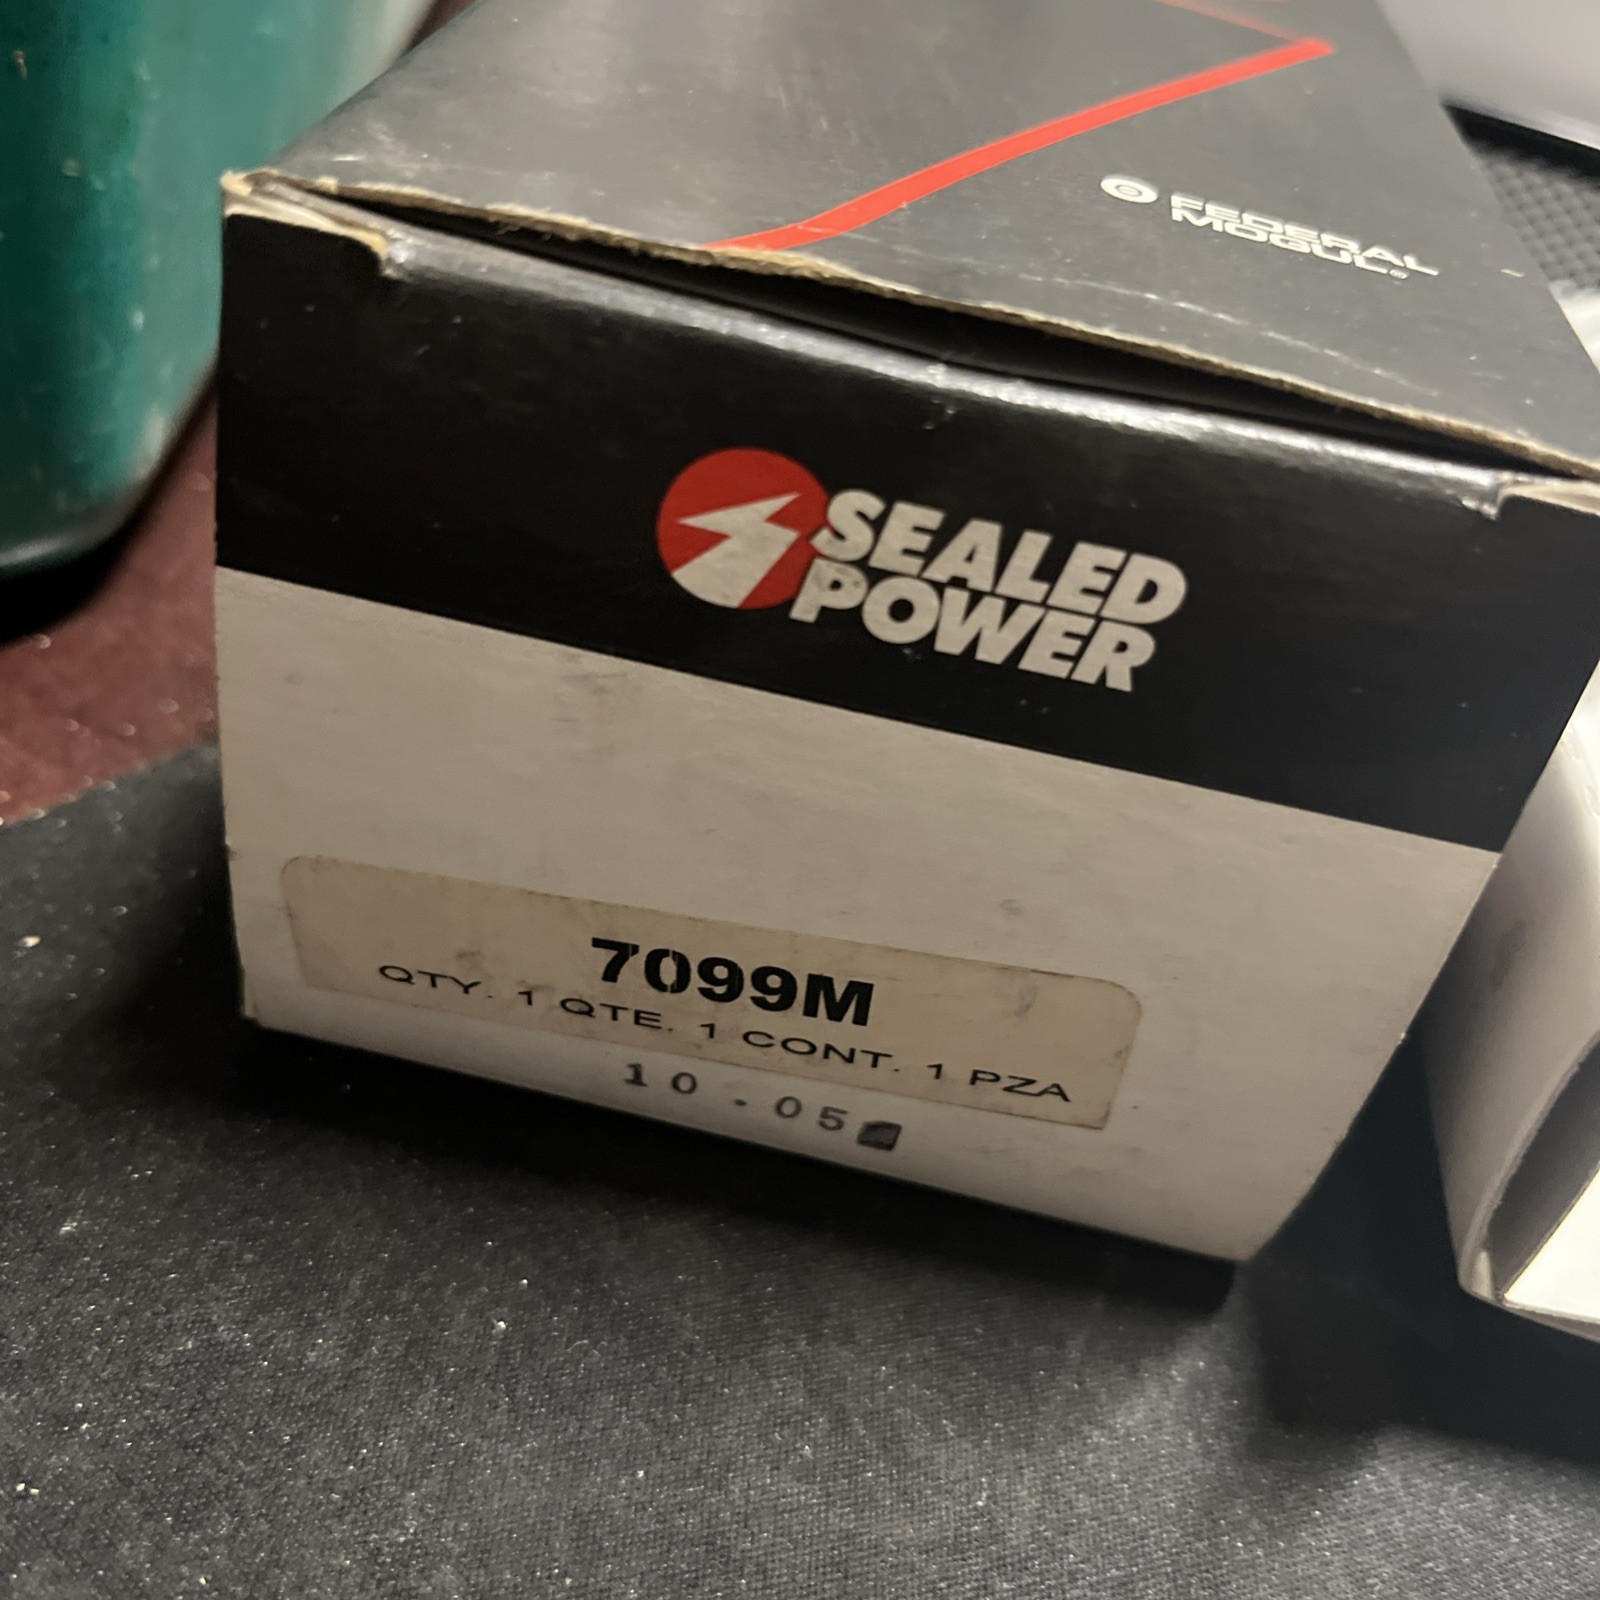 FEDERAL
MOGUL®
SEALED
POWER
7099M
QTY. 1 QTE. 1 CONT. 1 PZA
10.05